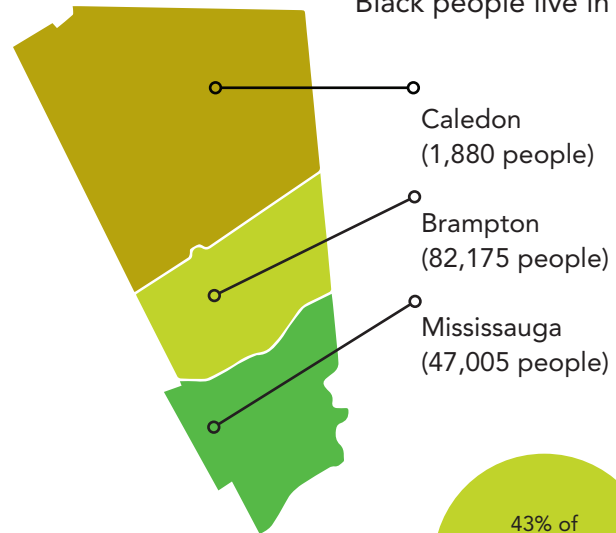 Black people live in
Caledon
(1,880 people)
Brampton
(82,175 people)
Mississauga
(47,005 people)
43% of